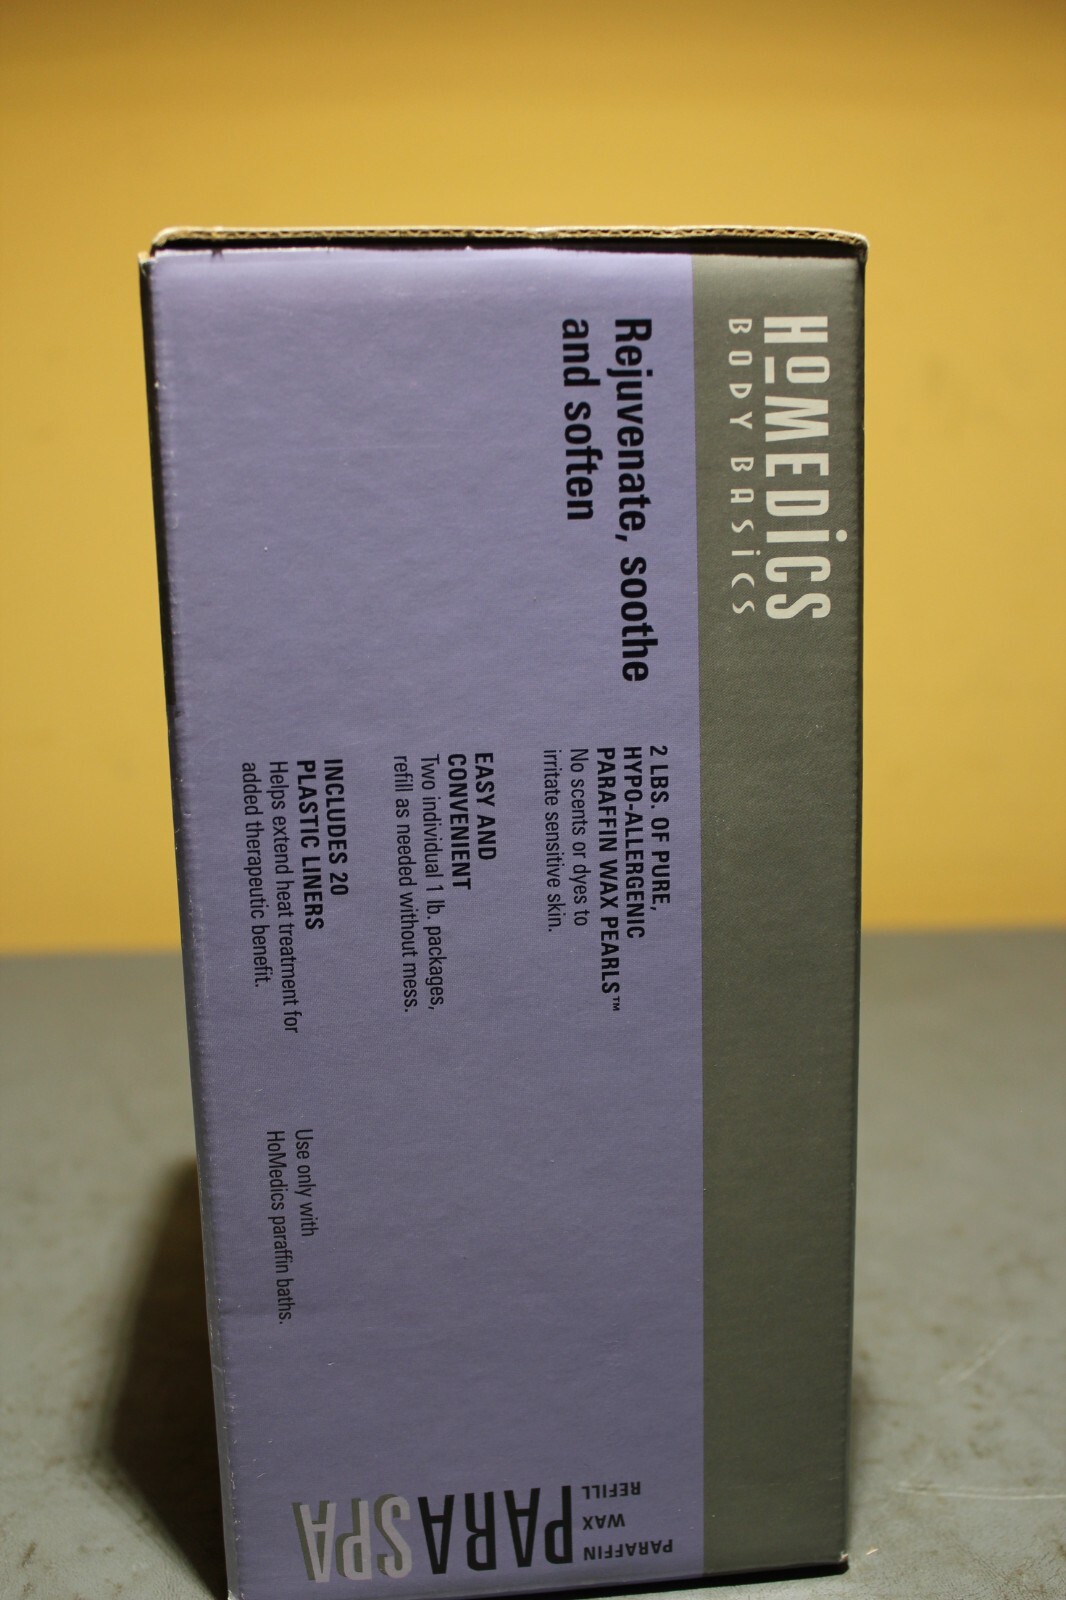 HoMEDiCS
BODY BASiCS
Rejuvenate, soothe
and soften
2 LBS. OF PURE,
HYPO-ALLERGENIC
PARAFFIN WAX PEARLS™
No scents or dyes to
irritate sensitive skin.
EASY AND
CONVENIENT
Two individual 1 lb. packages,
refill as needed without mess.
INCLUDES 20
PLASTIC LINERS
Helps extend heat treatment for
added therapeutic benefit.
Use only with
HoMedics paraffin baths.
PARASPA
PARAFFIN
WAX
REFILL